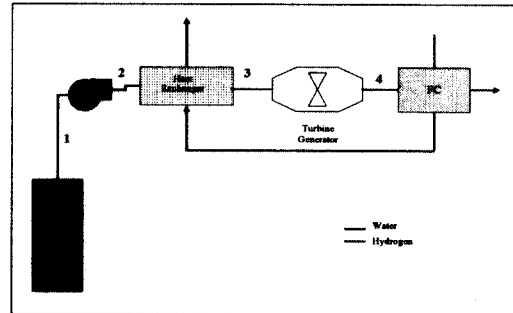 2
Heat
Exchanger
3
4
FC
1
Turbine
Generator
Water
Hydrogen